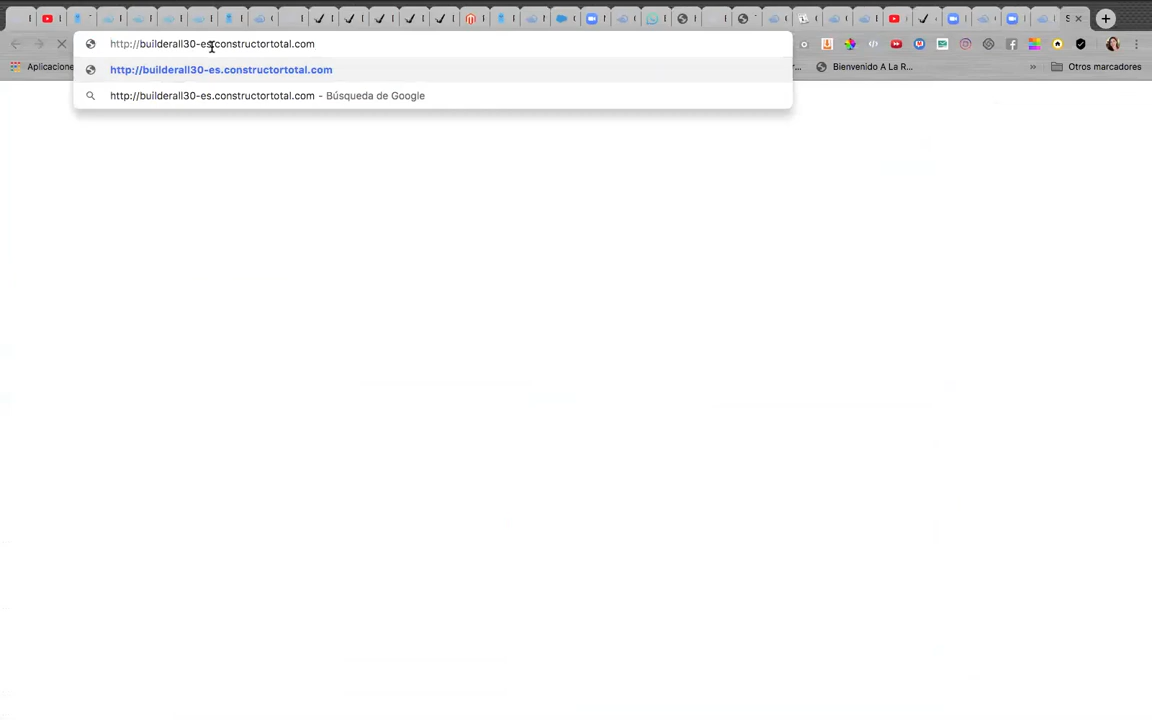 S
http://builderall30-es.constructortotal.com
http://builderall30-es.constructortotal.com
http://builderall30-es.constructortotal.com - Búsqueda de Google
Aplicacione
Bienvenido A La R...
»
Otros marcadores